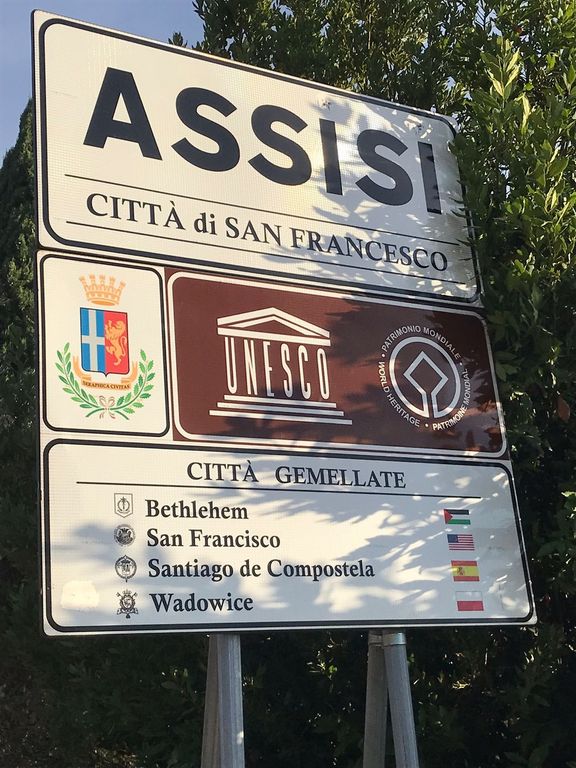 ASSISI
CITTÀ di SAN FRANCESCO
SERAPHICA CIVITAS
UNESCO
PATRIMONIO MONDIALE • WORLD HERITAGE • PATRIMOINE MONDIAL •
CITTÀ GEMELLATE
Bethlehem
San Francisco
Santiago de Compostela
Wadowice